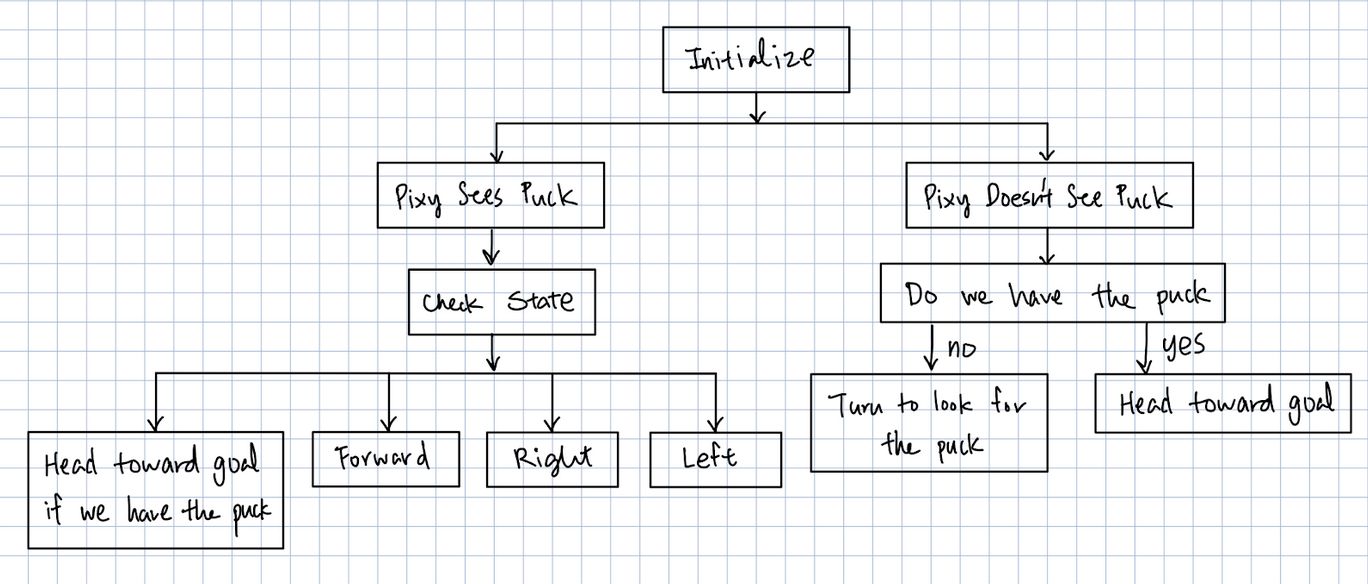 Initialize
Pixy Sees Puck
Pixy Doesn't See Puck
Check State
Do we have the puck
no
yes
Turn to look for
the puck
Head toward goal
Head toward goal
if we have the puck
Forward
Right
Left